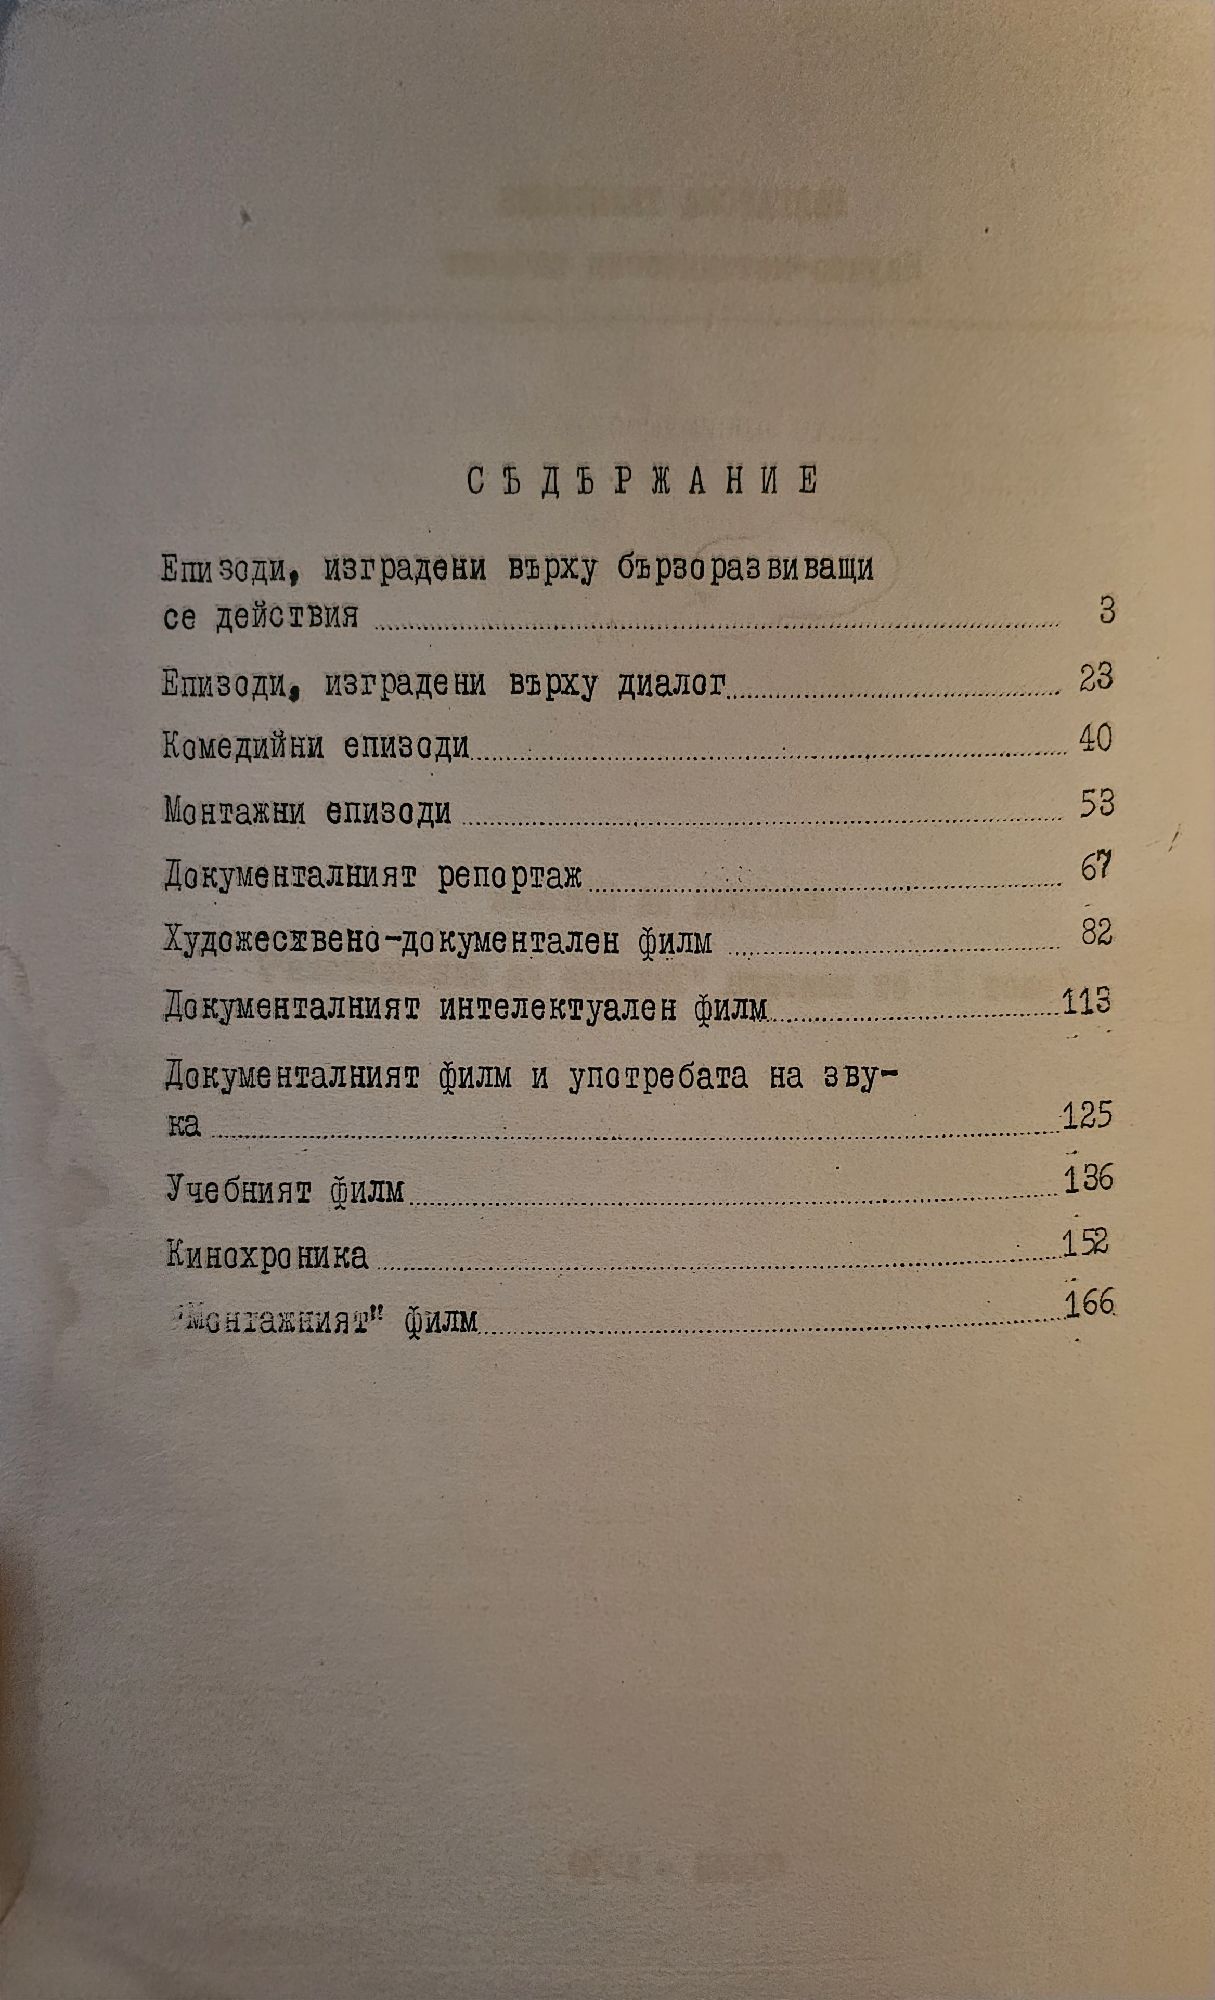 СЪДЪРЖАНИЕ
Епизоди, изградени върху бързоразвиващи
се действия 3
Епизоди, изградени върху диалог 23
Комедийни епизоди 40
Монтажни епизоди 53
Документалният репортаж 67
Художествено-документален филм 82
Документалният интелектуален филм 113
Документалният филм и употребата на зву-
ка 125
Учебният филм 136
Кинохроника 152
"Монтажният" филм 166